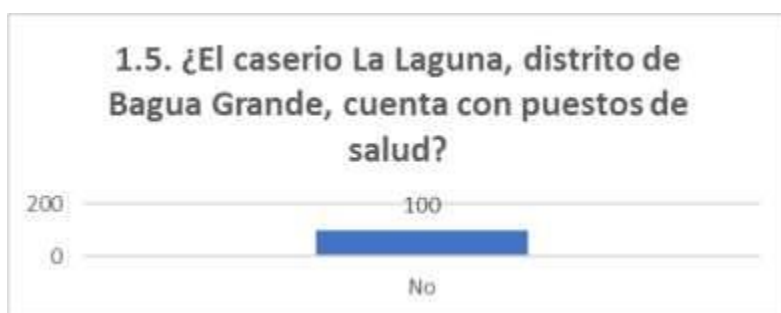 1.5. ¿El caserio La Laguna, distrito de
Bagua Grande, cuenta con puestos de
salud?
200
100
0
No